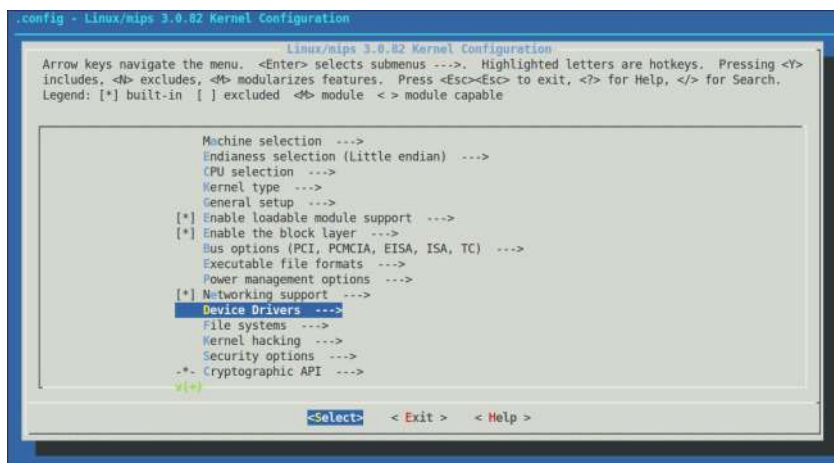 .config - Linux/mips 3.0.82 Kernel Configuration
Linux/mips 3.0.82 Kernel Configuration
Arrow keys navigate the menu.  <Enter> selects submenus --->.  Highlighted letters are hotkeys.  Pressing <Y>
includes, <N> excludes, <M> modularizes features.  Press <Esc><Esc> to exit, <?> for Help, </> for Search.
Legend: [*] built-in  [ ] excluded  <M> module  < > module capable
Machine selection  --->
Endianess selection (Little endian)  --->
CPU selection  --->
Kernel type  --->
General setup  --->
[*] Enable loadable module support  --->
[*] Enable the block layer  --->
Bus options (PCI, PCMCIA, EISA, ISA, TC)  --->
Executable file formats  --->
Power management options  --->
[*] Networking support  --->
Device Drivers  --->
File systems  --->
Kernel hacking  --->
Security options  --->
-*- Cryptographic API  --->
v(+)
<Select>    < Exit >    < Help >